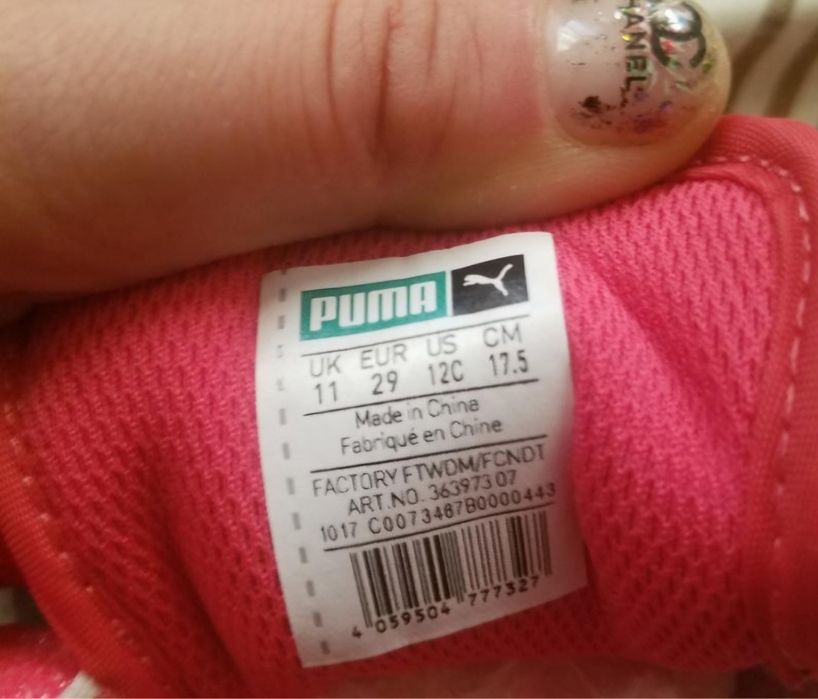 CHANEL
PUMA
UK EUR US CM
11 29 12C 17.5
Made in China
Fabriqué en Chine
FACTORY FTWDM/FCNDT
ART.NO. 363973 07
1017 C0073487B0000443
4 059504 777327